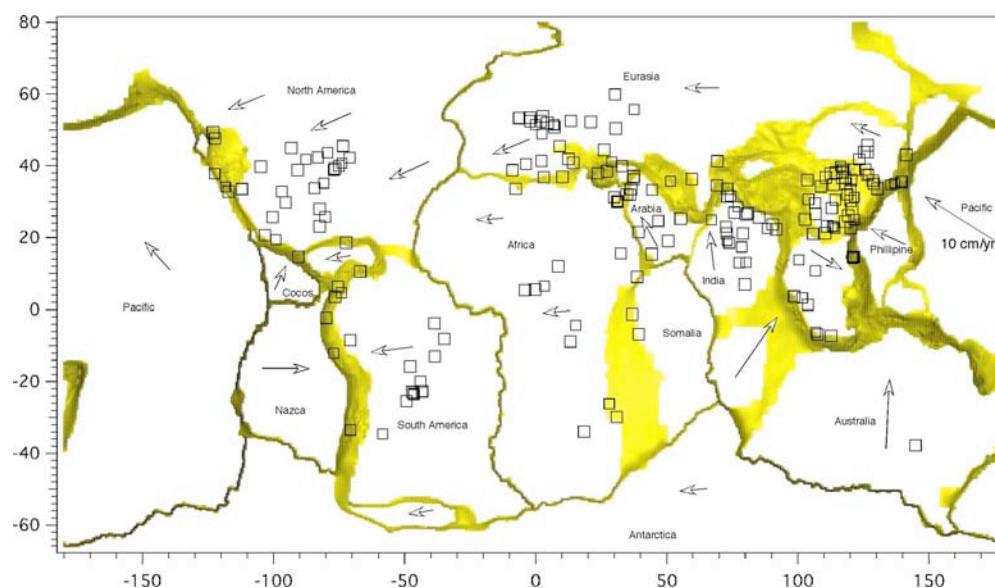 80
60
40
20
0
-20
-40
-60
North America
Eurasia
Pacific
Arabia
Africa
Phillipine
10 cm/yr
India
Cocos
Pacific
Somalia
Nazca
South America
Australia
Antarctica
-150 -100 -50 0 50 100 150